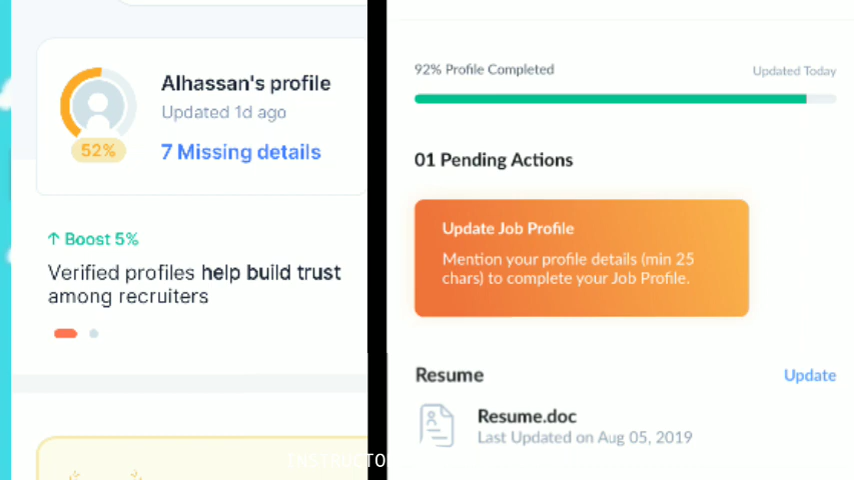 Alhassan's profile
Updated 1d ago
52%
7 Missing details
↑ Boost 5%
Verified profiles help build trust
among recruiters
INSTRUCTO
92% Profile Completed
Updated Today
01 Pending Actions
Update Job Profile
Mention your profile details (min 25
chars) to complete your Job Profile.
Resume
Update
Resume.doc
Last Updated on Aug 05, 2019